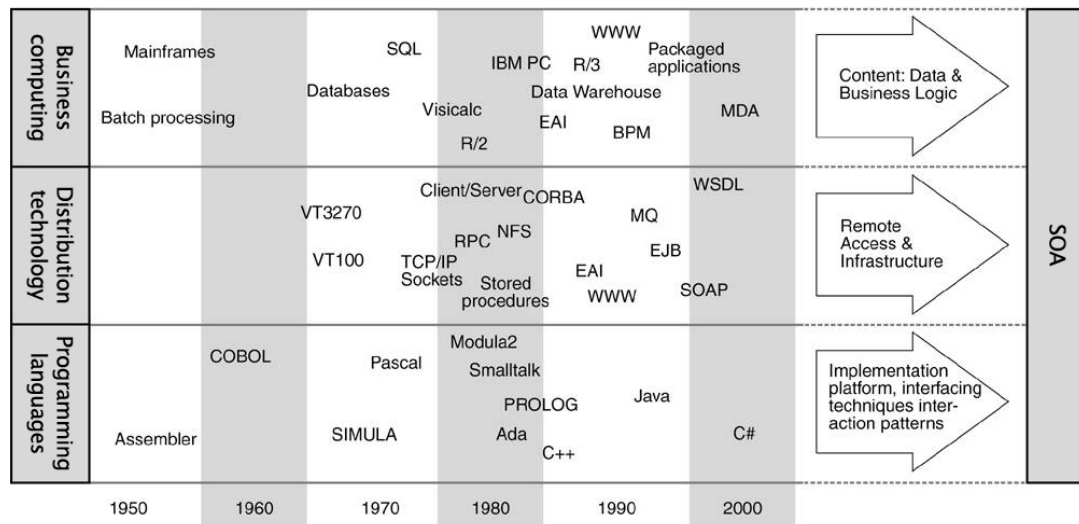 Business
computing
Mainframes
Batch processing
SQL
Databases
Visicalc
R/2
IBM PC
WWW
R/3
Packaged
applications
Data Warehouse
EAI
BPM
MDA
Content: Data &
Business Logic
Distribution
technology
VT3270
VT100
Client/Server
CORBA
RPC
NFS
TCP/IP
Sockets
Stored
procedures
WSDL
MQ
EJB
EAI
WWW
SOAP
Remote
Access &
Infrastructure
Programming
languages
COBOL
Assembler
Pascal
SIMULA
Modula2
Smalltalk
PROLOG
Ada
C++
Java
C#
Implementation
platform, interfacing
techniques inter-
action patterns
SOA
1950
1960
1970
1980
1990
2000